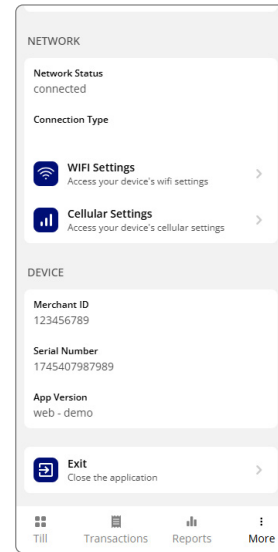 NETWORK
Network Status
connected
Connection Type
WIFI Settings
Access your device's wifi settings
Cellular Settings
Access your device's cellular settings
DEVICE
Merchant ID
123456789
Serial Number
1745407987989
App Version
web - demo
Exit
Close the application
Till Transactions Reports More